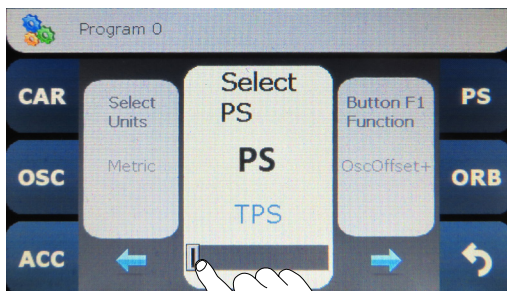 Program 0
CAR
OSC
ACC
Select
Units
Metric
Select
PS
PS
TPS
Button F1
Function
OscOffset+
PS
ORB